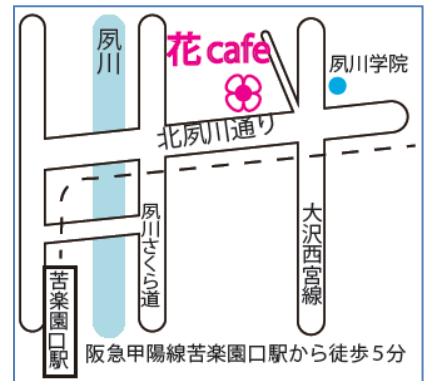 夙川
花cafe
夙川学院
北夙川通り
夙川さくら道
大沢西宮線
苦楽園口駅
阪急甲陽線苦楽園口駅から徒歩5分